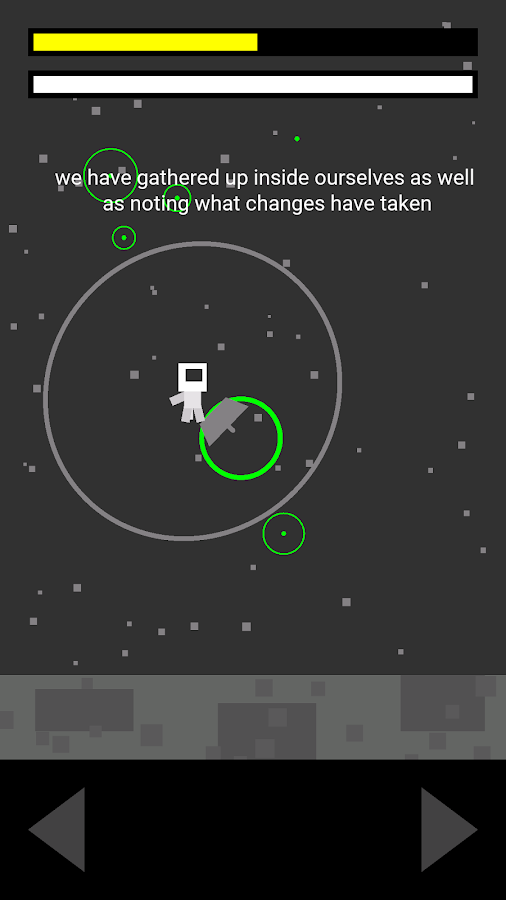 we have gathered up inside ourselves as well
as noting what changes have taken